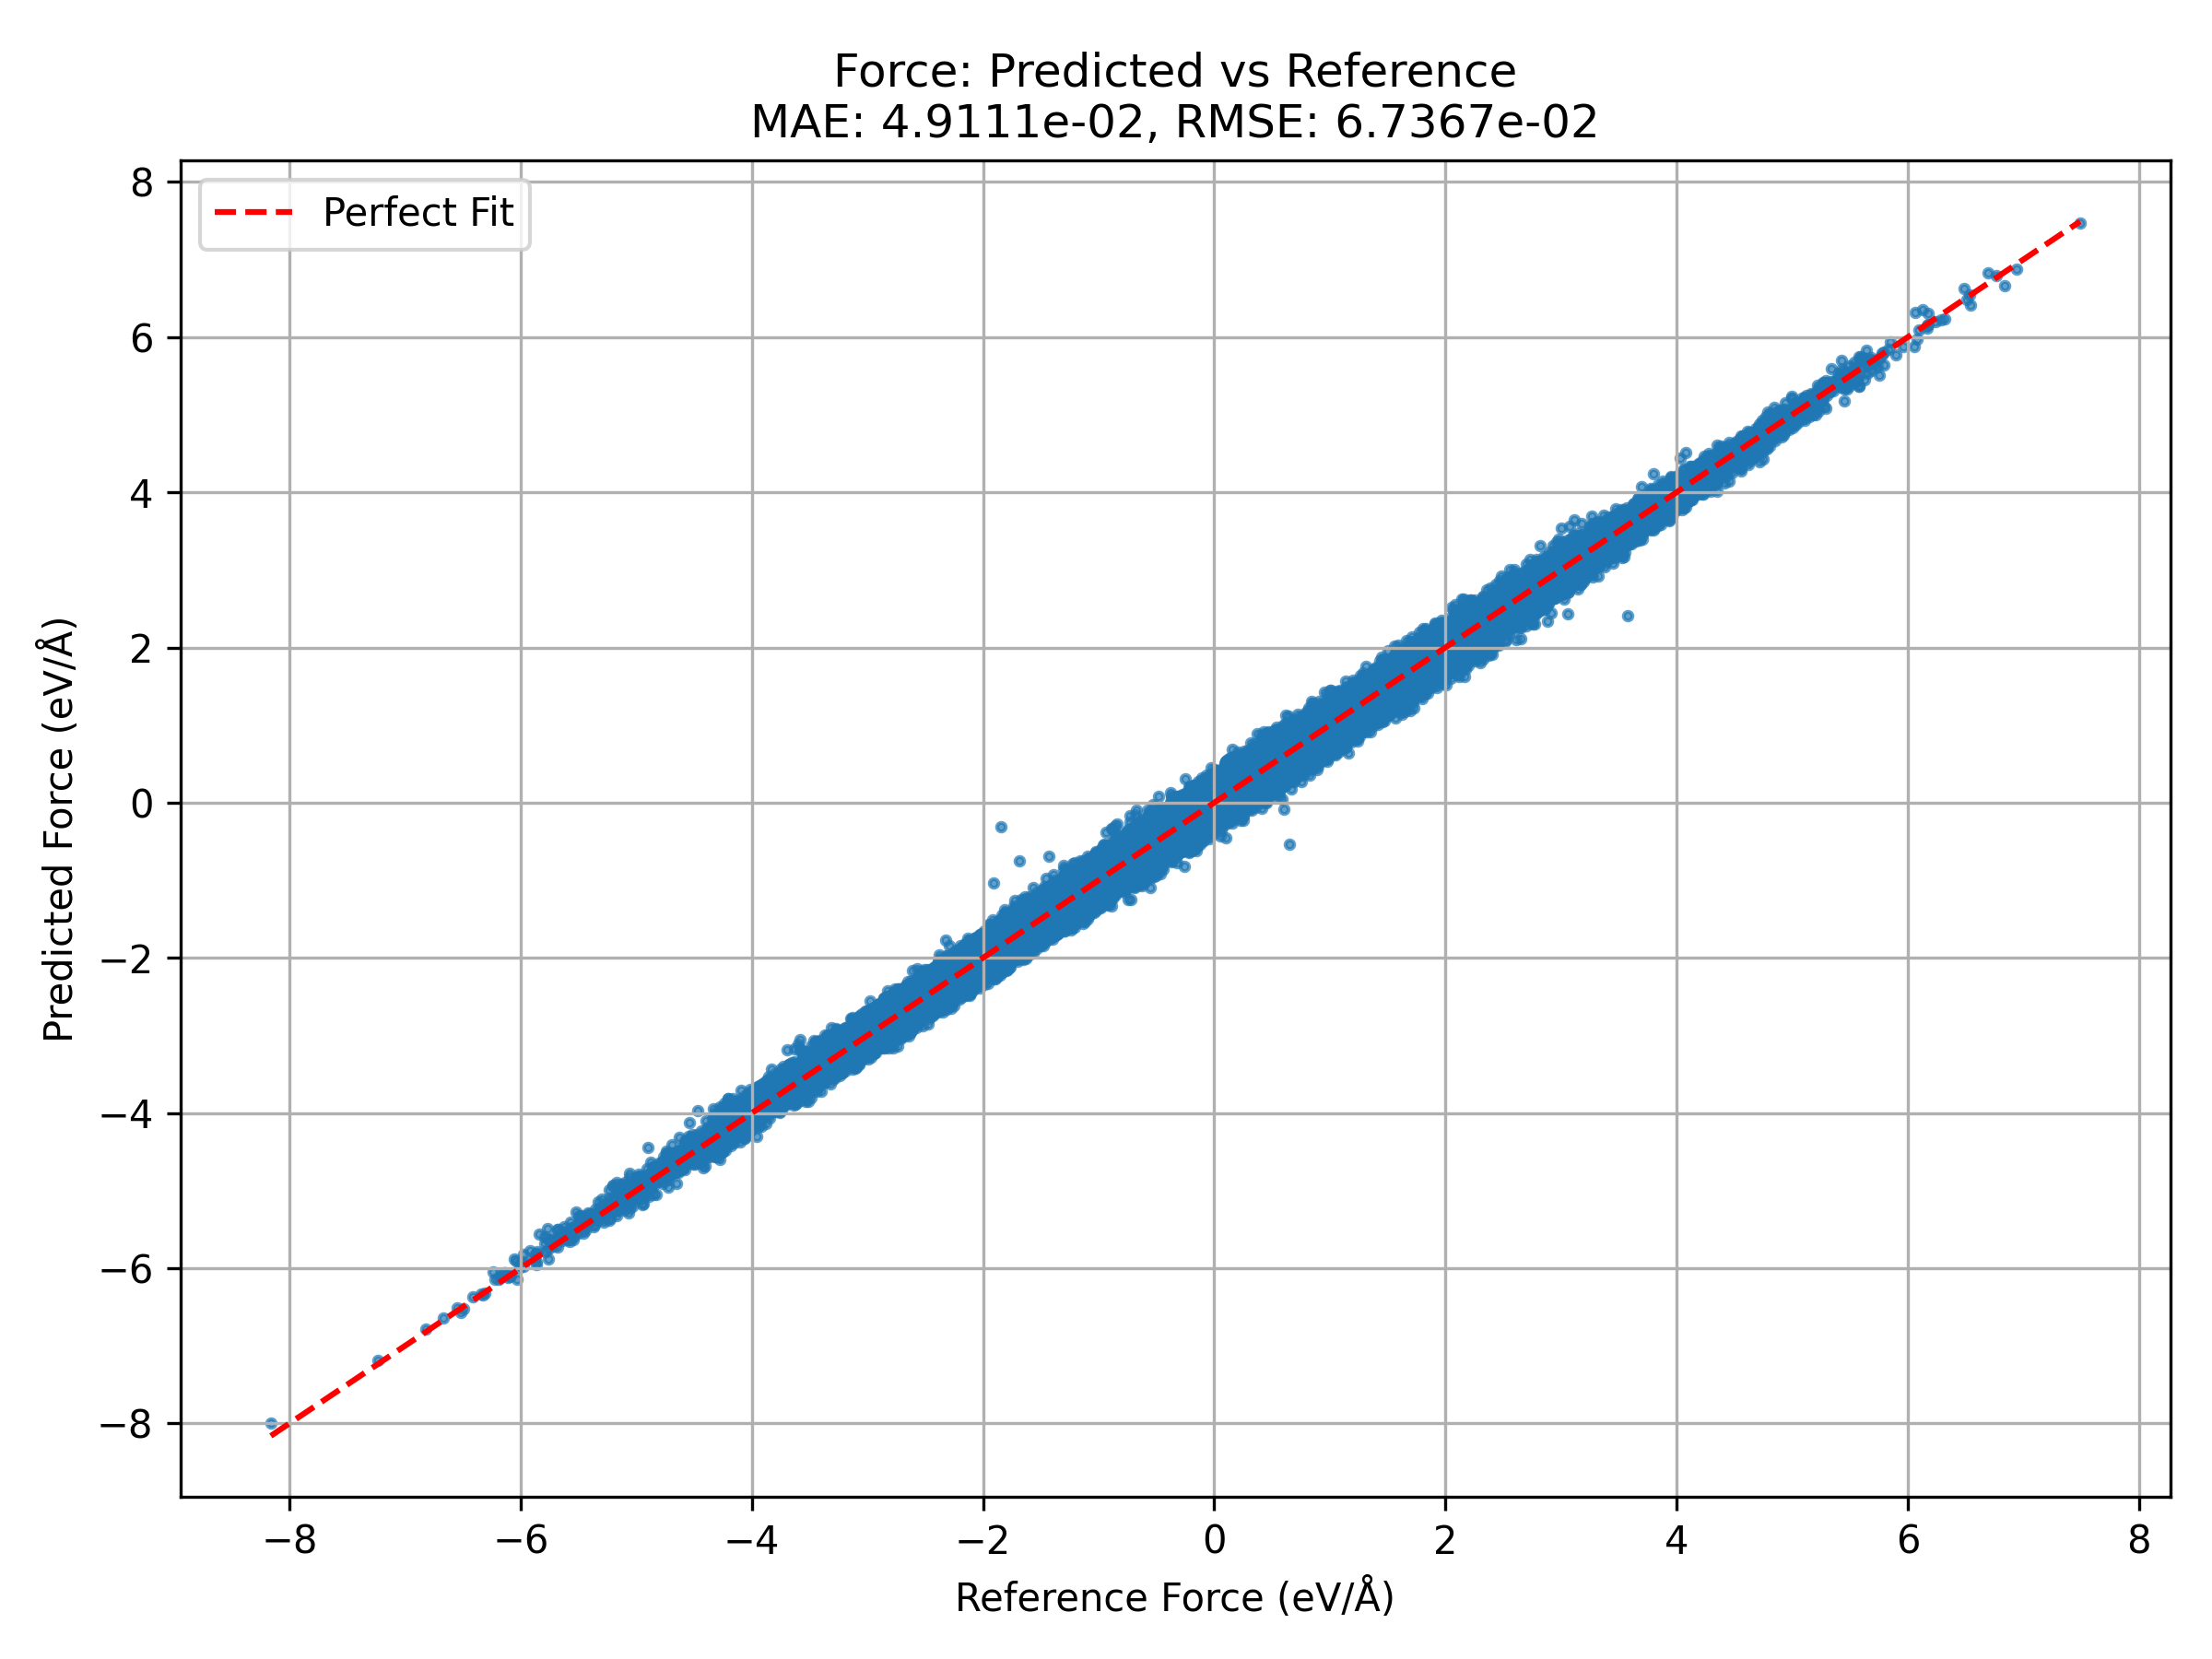 Force: Predicted vs Reference
MAE: 4.9111e-02, RMSE: 6.7367e-02
Perfect Fit
8
6
4
2
0
−2
−4
−6
−8
Predicted Force (eV/Å)
−8 −6 −4 −2 0 2 4 6 8
Reference Force (eV/Å)